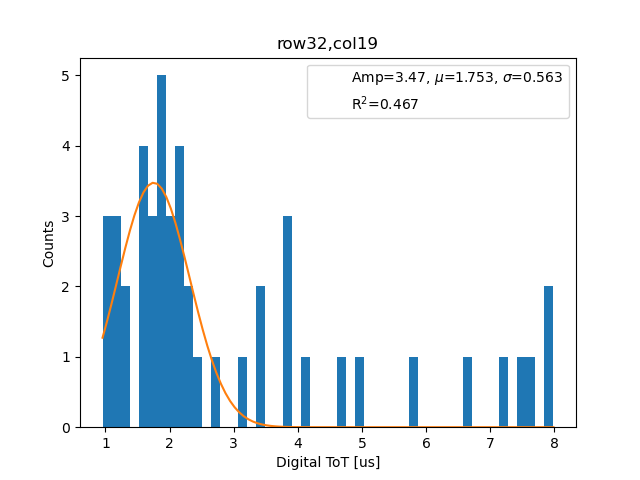 row32,col19
Amp=3.47, μ=1.753, σ=0.563
R²=0.467
Counts
5
4
3
2
1
0
1 2 3 4 5 6 7 8
Digital ToT [us]